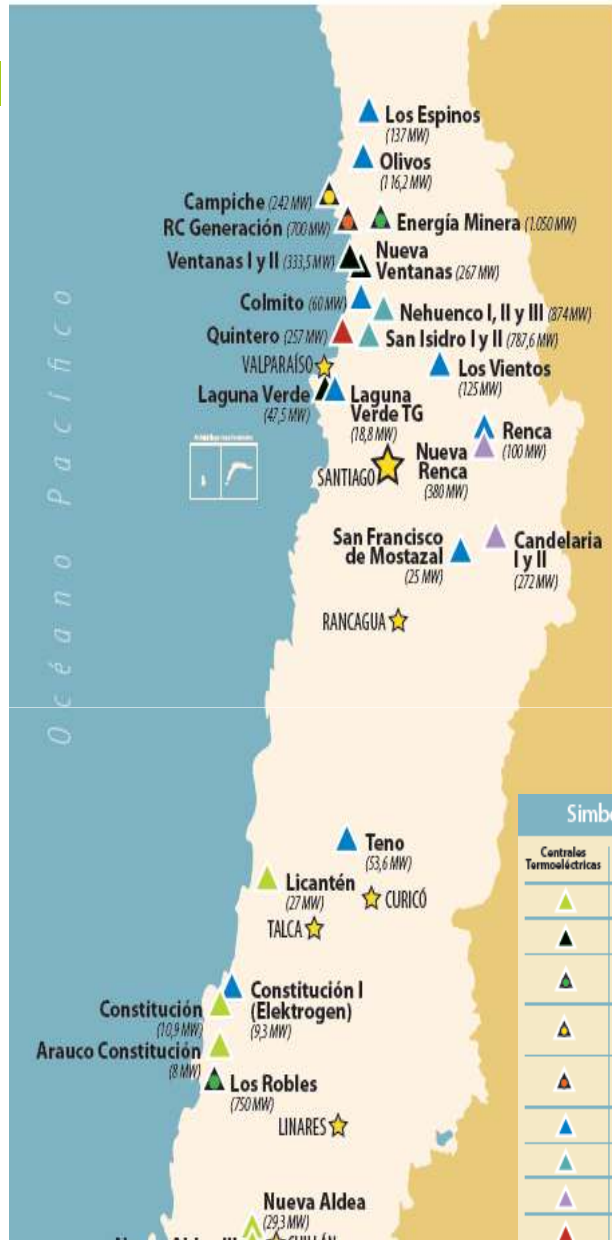 Los Espinos
(137 MW)
Olivos
(116,2 MW)
Campiche (242 MW)
RC Generación (700 MW)
Energía Minera (1.050 MW)
Ventanas I y II (333,5 MW)
Nueva
Ventanas (267 MW)
Colmito (60 MW)
Nehuenco I, II y III (874 MW)
Quintero (257 MW)
San Isidro I y II (787,6 MW)
VALPARAÍSO
Los Vientos
(125 MW)
Laguna Verde
(47,5 MW)
Laguna
Verde TG
(18,8 MW)
Renca
(100 MW)
Nueva
Renca
(380 MW)
SANTIAGO
San Francisco
de Mostazal
(25 MW)
Candelaria
I y II
(272 MW)
RANCAGUA
Océano Pacífico
Teno
(53,6 MW)
Licantén
(27 MW)
CURICÓ
TALCA
Constitución I
(Elektrogen)
(9,3 MW)
Constitución
(10,9 MW)
Arauco Constitución
(8 MW)
Los Robles
(750 MW)
LINARES
Nueva Aldea
(29,3 MW)
Simbo
Centrales
Termoeléctricas